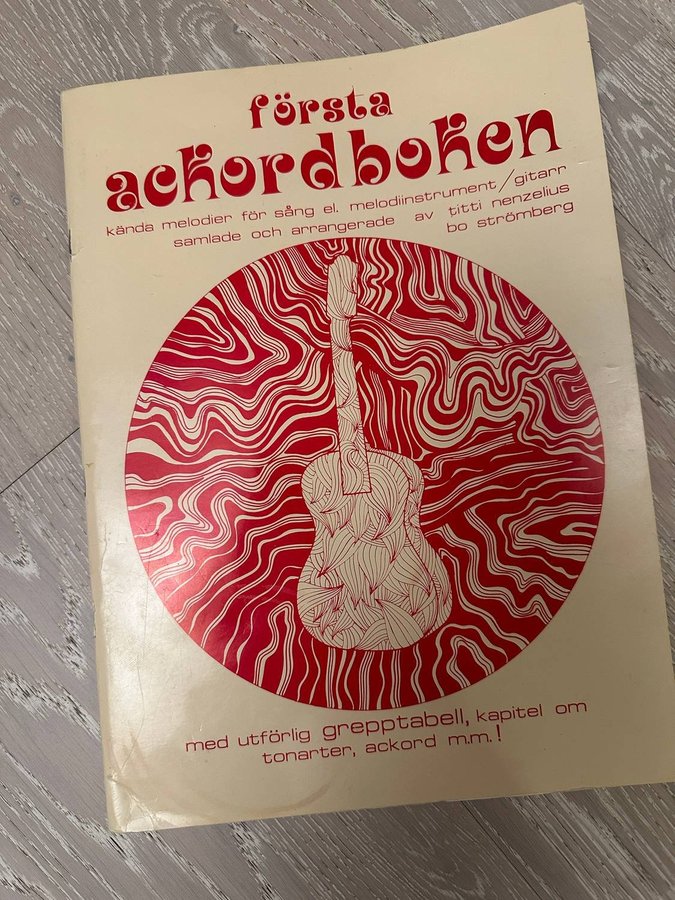 första
ackordboken
kända melodier för sång el. melodiinstrument/gitarr
samlade och arrangerade av titti nenzelius
bo strömberg
med utförlig grepptabell, kapitel om
tonarter, ackord m.m.!